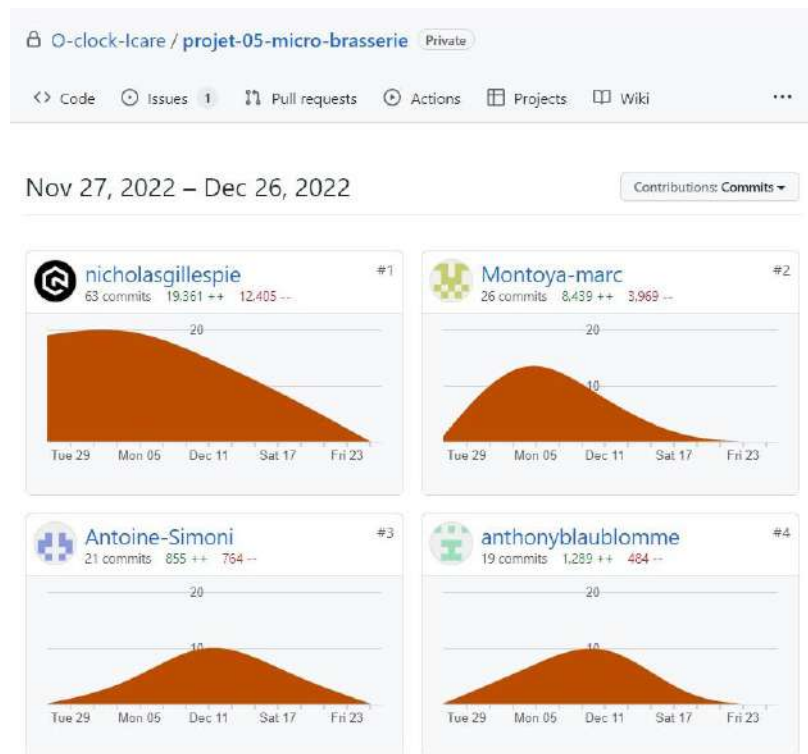 O-clock-Icare / projet-05-micro-brasserie Private
Code Issues 1 Pull requests Actions Projects Wiki ...
Nov 27, 2022 – Dec 26, 2022
Contributions: Commits
nicholasgillespie #1
63 commits 19,361 ++ 12,405 --
20
Tue 29 Mon 05 Dec 11 Sat 17 Fri 23
Montoya-marc #2
26 commits 8,439 ++ 3,969 --
20
10
Tue 29 Mon 05 Dec 11 Sat 17 Fri 23
Antoine-Simoni #3
21 commits 855 ++ 764 --
20
10
Tue 29 Mon 05 Dec 11 Sat 17 Fri 23
anthonyblaublomme #4
19 commits 1,289 ++ 484 --
20
10
Tue 29 Mon 05 Dec 11 Sat 17 Fri 23